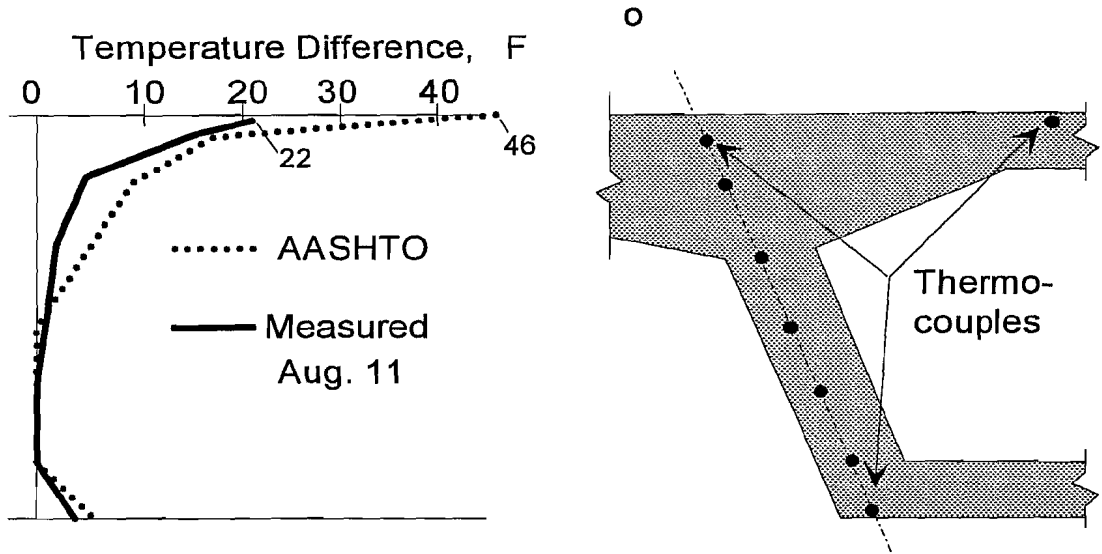 o
Temperature Difference, F
0 10 20 30 40
22
46
AASHTO
Measured
Aug. 11
Thermo-
couples